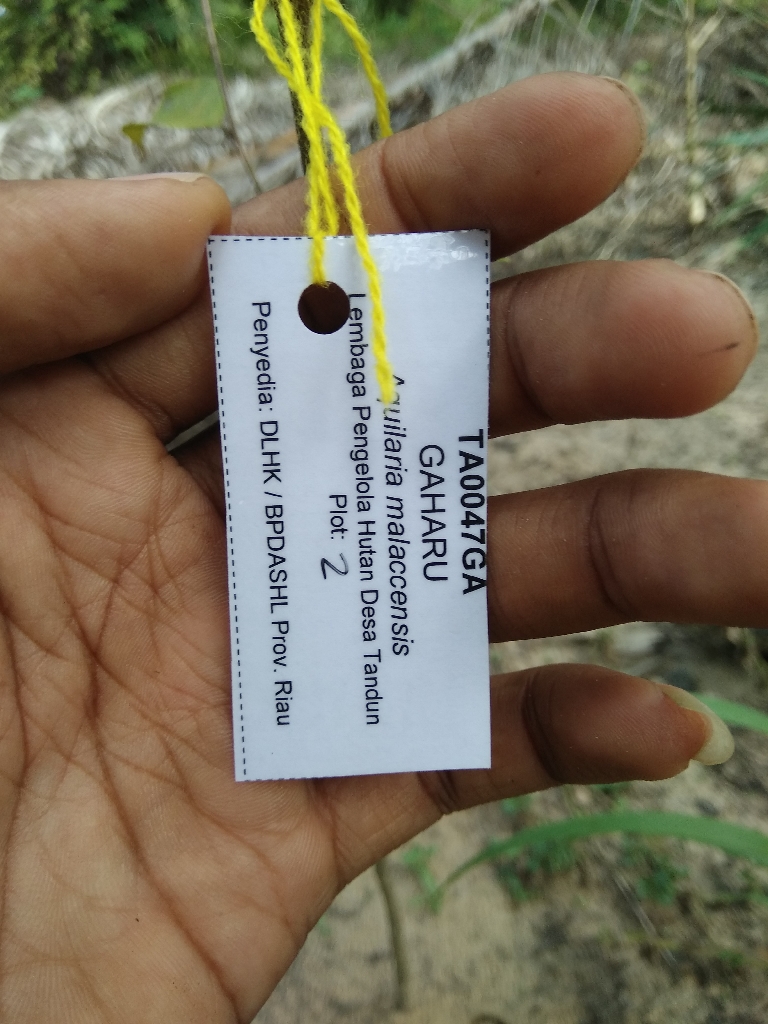 TA0047GA
GAHARU
Aquilaria malaccensis
Lembaga Pengelola Hutan Desa Tandun
Plot: 2
Penyedia: DLHK / BPDASHL Prov. Riau